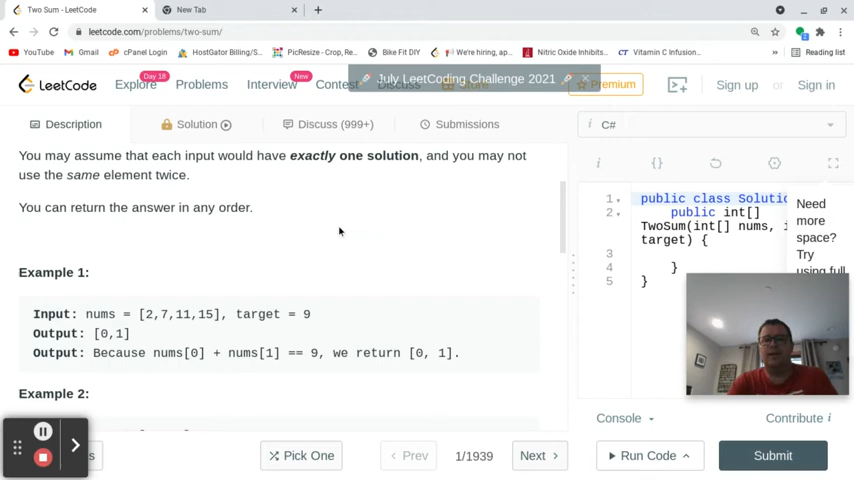 Two Sum - LeetCode
New Tab
leetcode.com/problems/two-sum/
YouTube
Gmail
cPanel Login
HostGator Billing/S...
PicResize - Crop, Re...
Bike Fit DIY
We're hiring, ap...
Nitric Oxide Inhibits...
CT Vitamin C Infusion...
»
Reading list
LeetCode
Explore
Day 18
Problems
Interview
New
Contest
Discuss
Store
July LeetCoding Challenge 2021
Premium
Sign up or Sign in
Description
Solution
Discuss (999+)
Submissions
i C#
You may assume that each input would have exactly one solution, and you may not
use the same element twice.
You can return the answer in any order.
Example 1:
Input: nums = [2,7,11,15], target = 9
Output: [0,1]
Output: Because nums[0] + nums[1] == 9, we return [0, 1].
Example 2:
i {}
1 public class Solutio
2 public int[]
TwoSum(int[] nums, i
target) {
3
4 }
5 }
Need
more
space?
Try
using full
Console
Contribute i
s
Pick One
< Prev
1/1939
Next >
Run Code
Submit